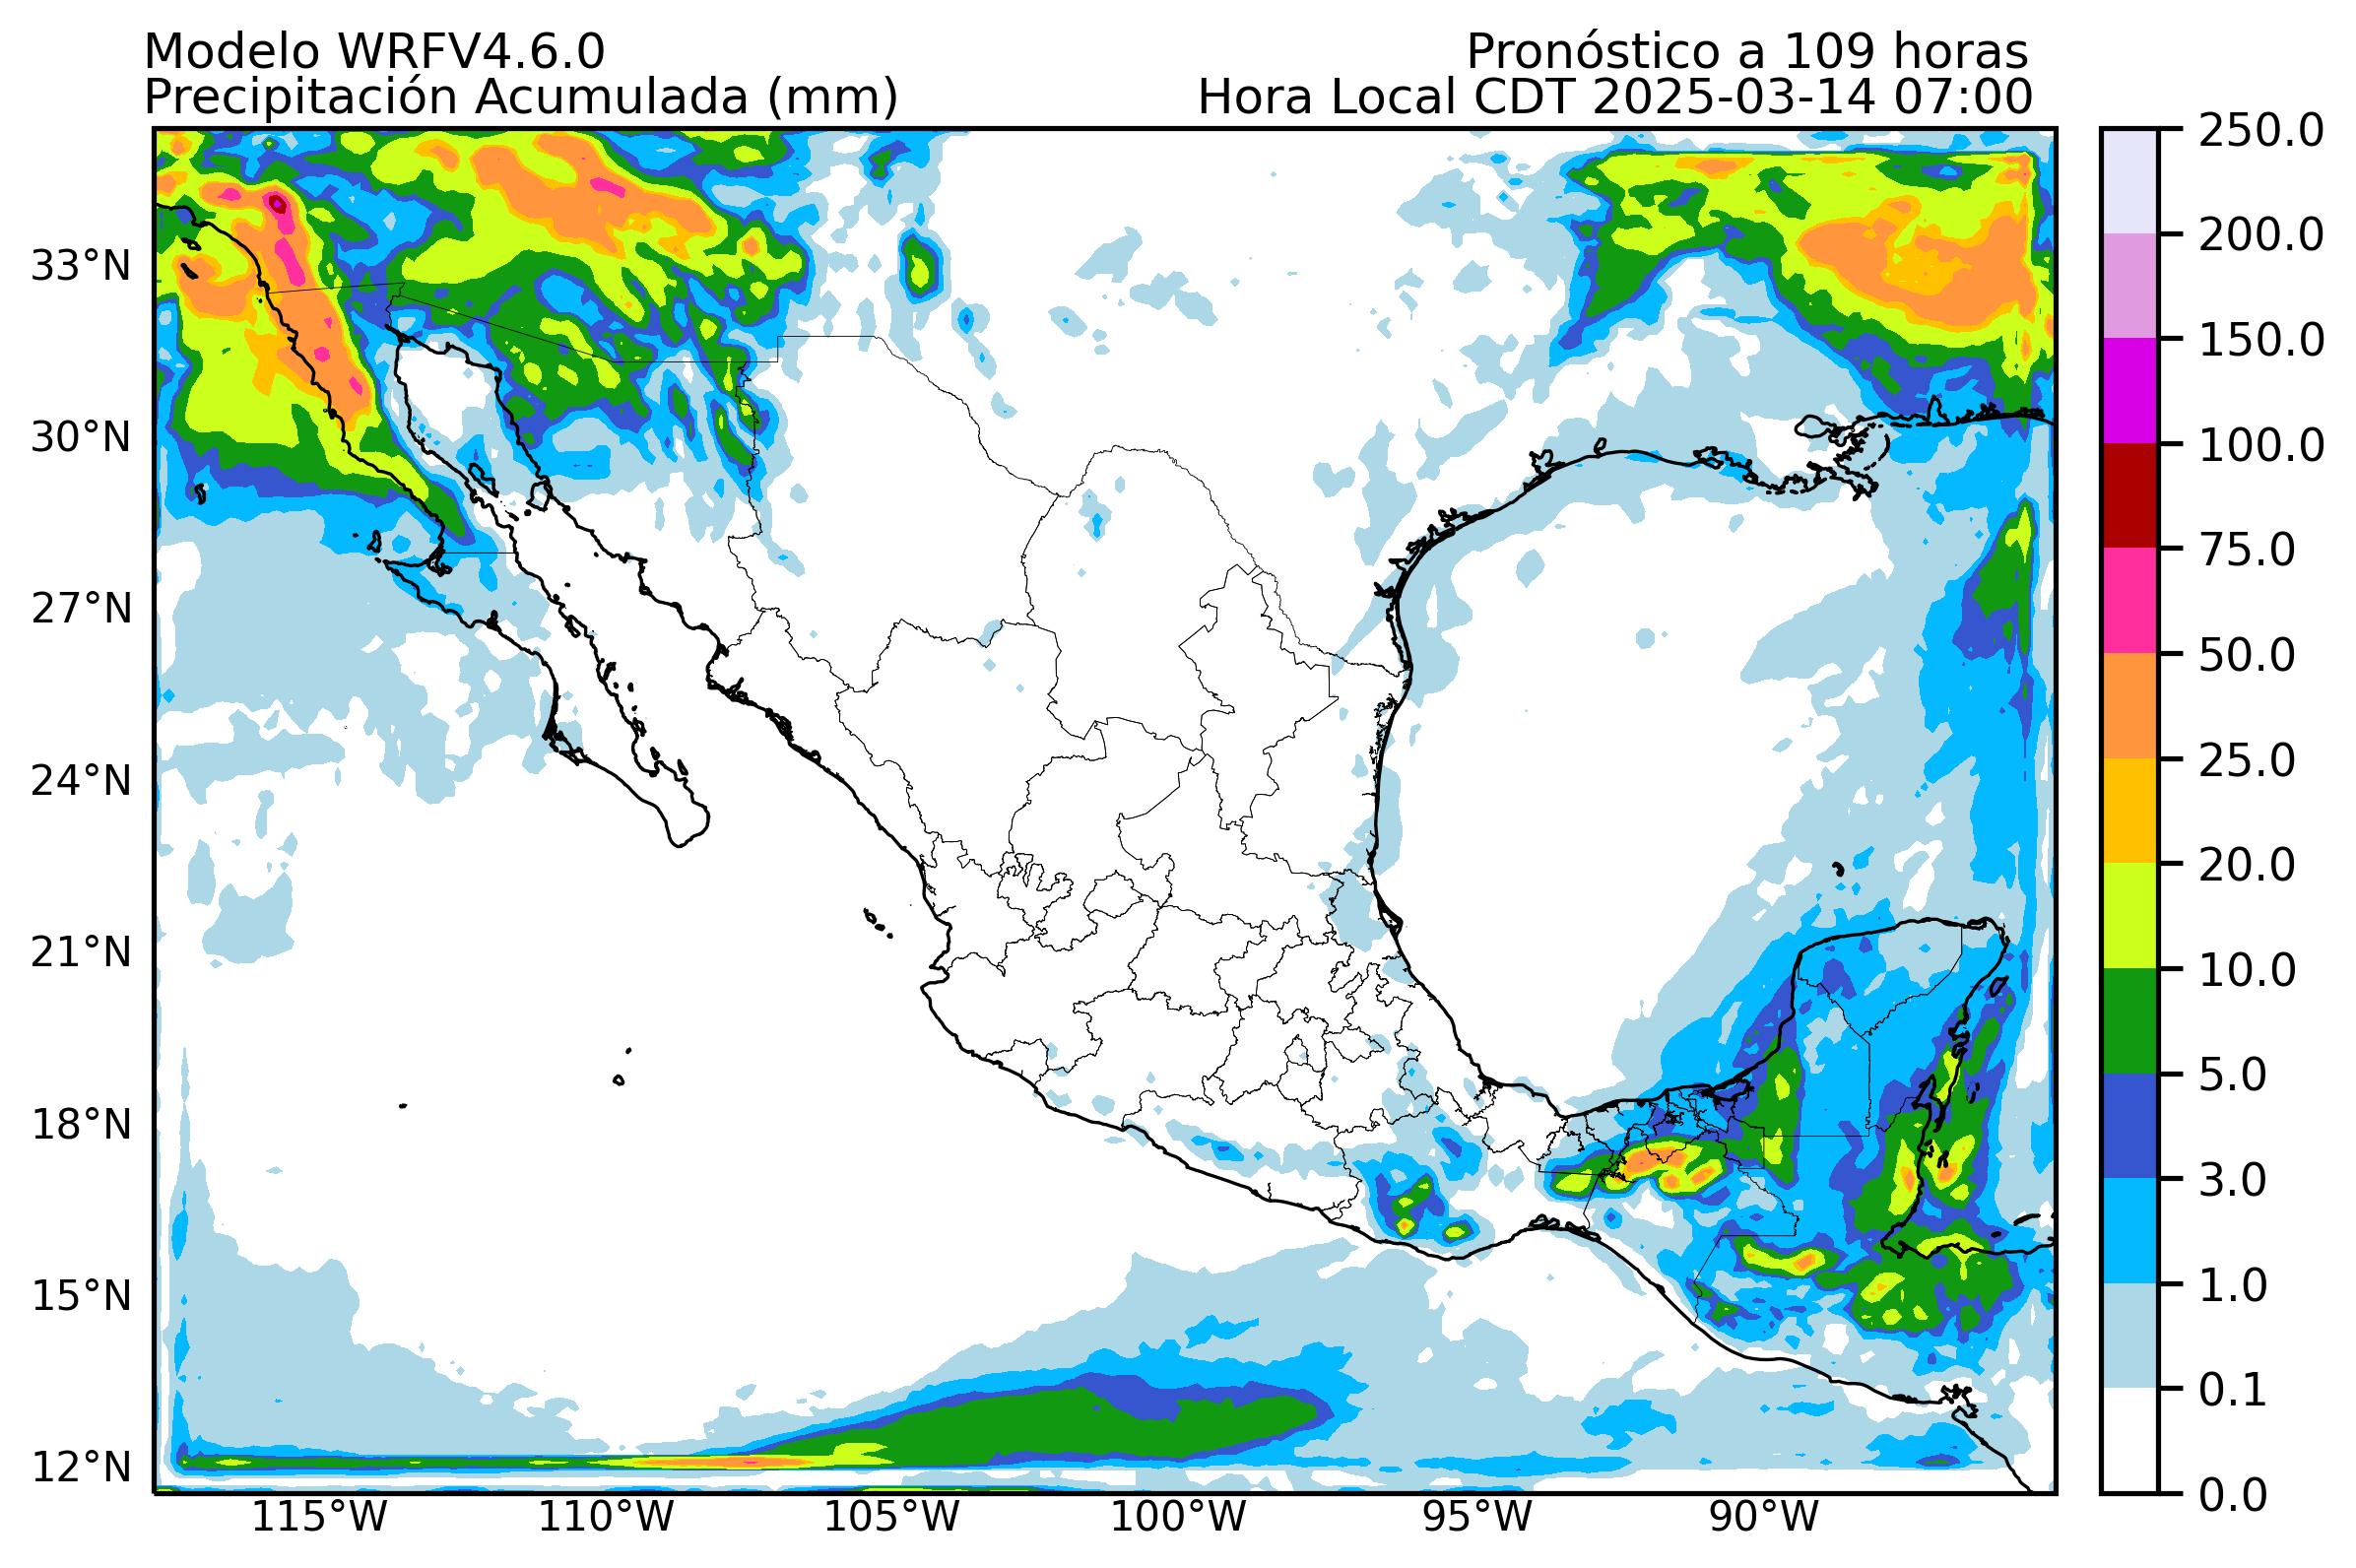 Modelo WRFV4.6.0
Pronóstico a 109 horas
Precipitación Acumulada (mm)
Hora Local CDT 2025-03-14 07:00
33°N
30°N
27°N
24°N
21°N
18°N
15°N
12°N
115°W
110°W
105°W
100°W
95°W
90°W
250.0
200.0
150.0
100.0
75.0
50.0
25.0
20.0
10.0
5.0
3.0
1.0
0.1
0.0